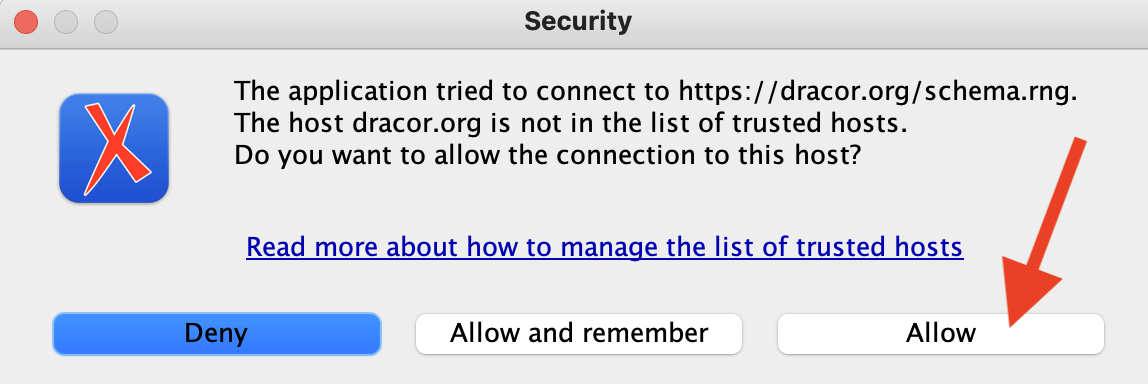 Security
The application tried to connect to https://dracor.org/schema.rng.
The host dracor.org is not in the list of trusted hosts.
Do you want to allow the connection to this host?
Read more about how to manage the list of trusted hosts
Deny
Allow and remember
Allow